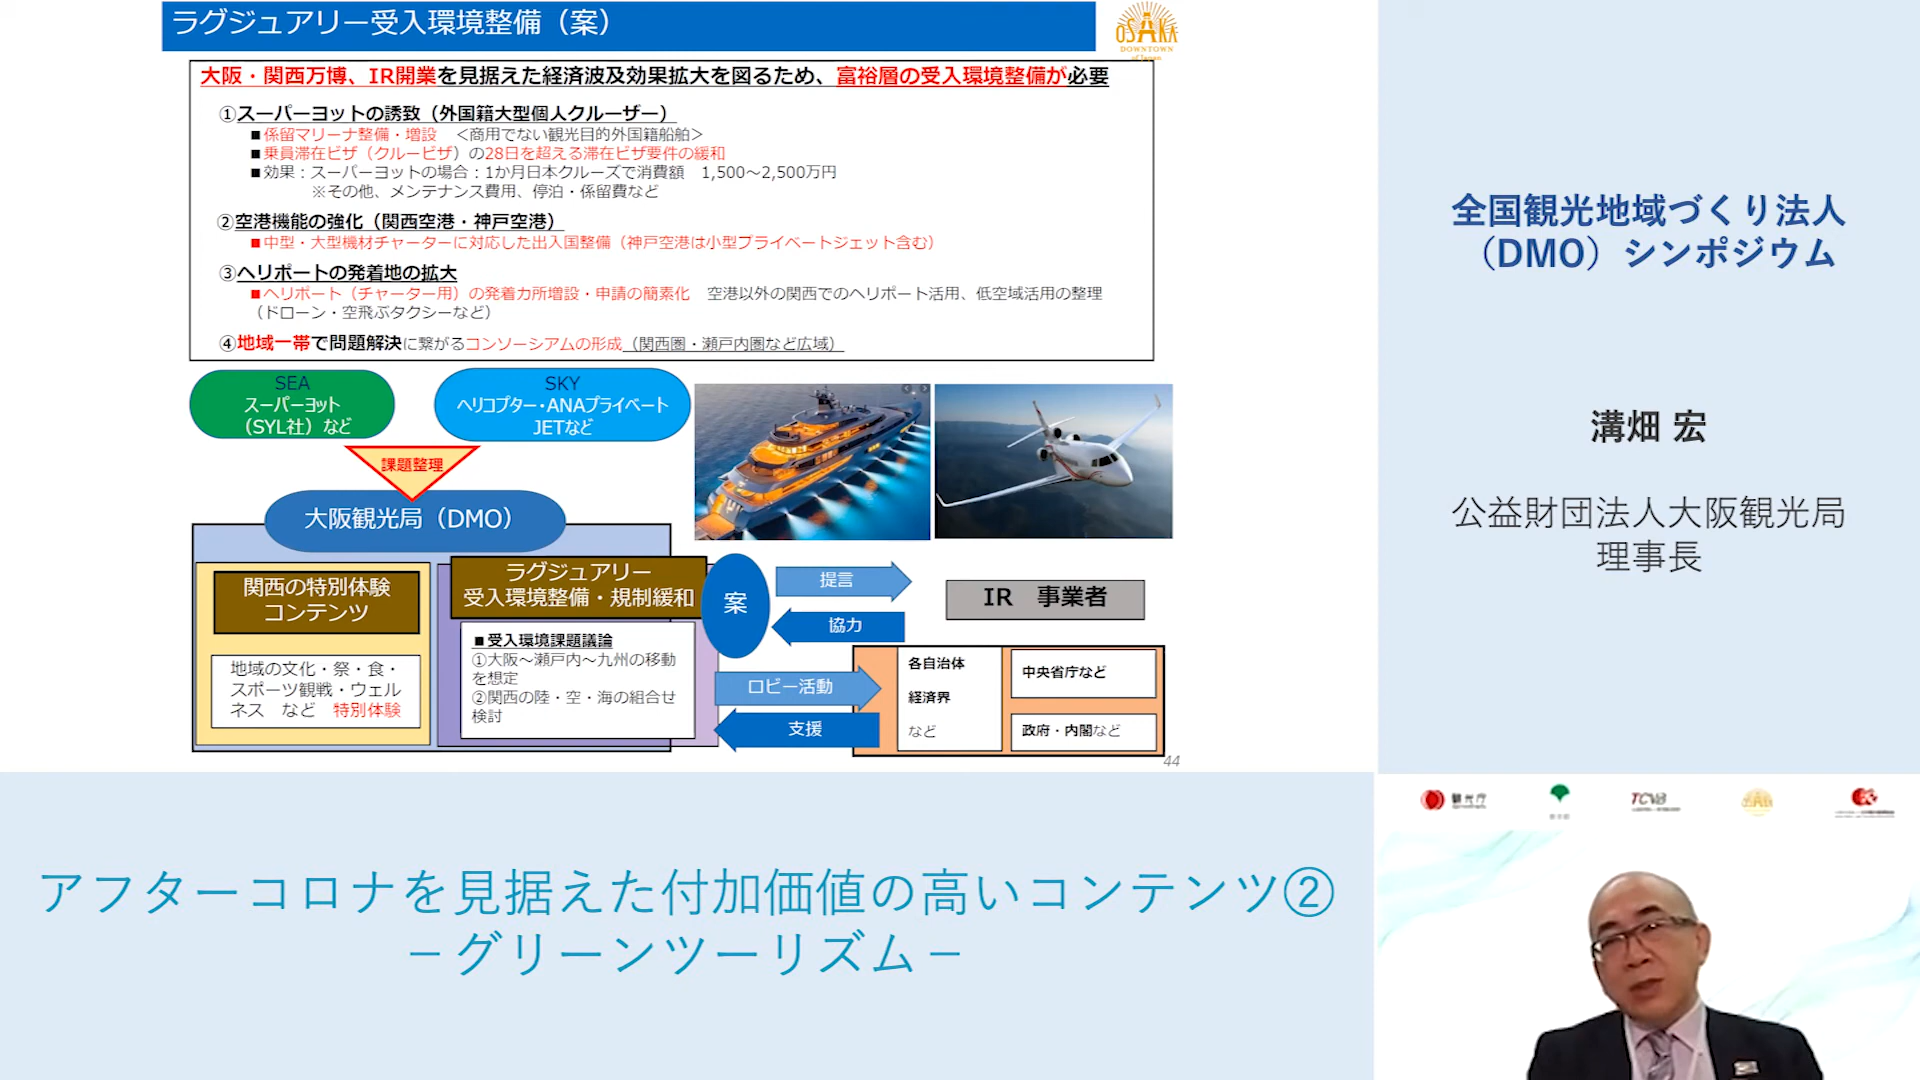 ラグジュアリー受入環境整備（案）
OSAKA
DOWNTOWN
of Japan
大阪・関西万博、IR開業を見据えた経済波及効果拡大を図るため、富裕層の受入環境整備が必要
①スーパーヨットの誘致（外国籍大型個人クルーザー）
■係留マリーナ整備・増設　＜商用でない観光目的外国籍船舶＞
■乗員滞在ビザ（クルービザ）の28日を超える滞在ビザ要件の緩和
■効果：スーパーヨットの場合：1か月日本クルーズで消費額　1,500～2,500万円
※その他、メンテナンス費用、停泊・係留費など
②空港機能の強化（関西空港・神戸空港）
■中型・大型機材チャーターに対応した出入国整備（神戸空港は小型プライベートジェット含む）
③ヘリポートの発着地の拡大
■ヘリポート（チャーター用）の発着カ所増設・申請の簡素化　空港以外の関西でのヘリポート活用、低空域活用の整理
（ドローン・空飛ぶタクシーなど）
④地域一帯で問題解決に繋がるコンソーシアムの形成（関西圏・瀬戸内圏など広域）
SEA
スーパーヨット
（SYL社）など
SKY
ヘリコプター・ANAプライベート
JETなど
課題整理
大阪観光局（DMO）
関西の特別体験
コンテンツ
地域の文化・祭・食・
スポーツ観戦・ウェル
ネス　など　特別体験
ラグジュアリー
受入環境整備・規制緩和
■受入環境課題議論
①大阪～瀬戸内～九州の移動
を想定
②関西の陸・空・海の組合せ
検討
案
提言
協力
IR　事業者
ロビー活動
支援
各自治体
経済界
など
中央省庁など
政府・内閣など
44
全国観光地域づくり法人
（DMO）シンポジウム
溝畑 宏
公益財団法人大阪観光局
理事長
観光庁
TCVB
アフターコロナを見据えた付加価値の高いコンテンツ②
－グリーンツーリズム－